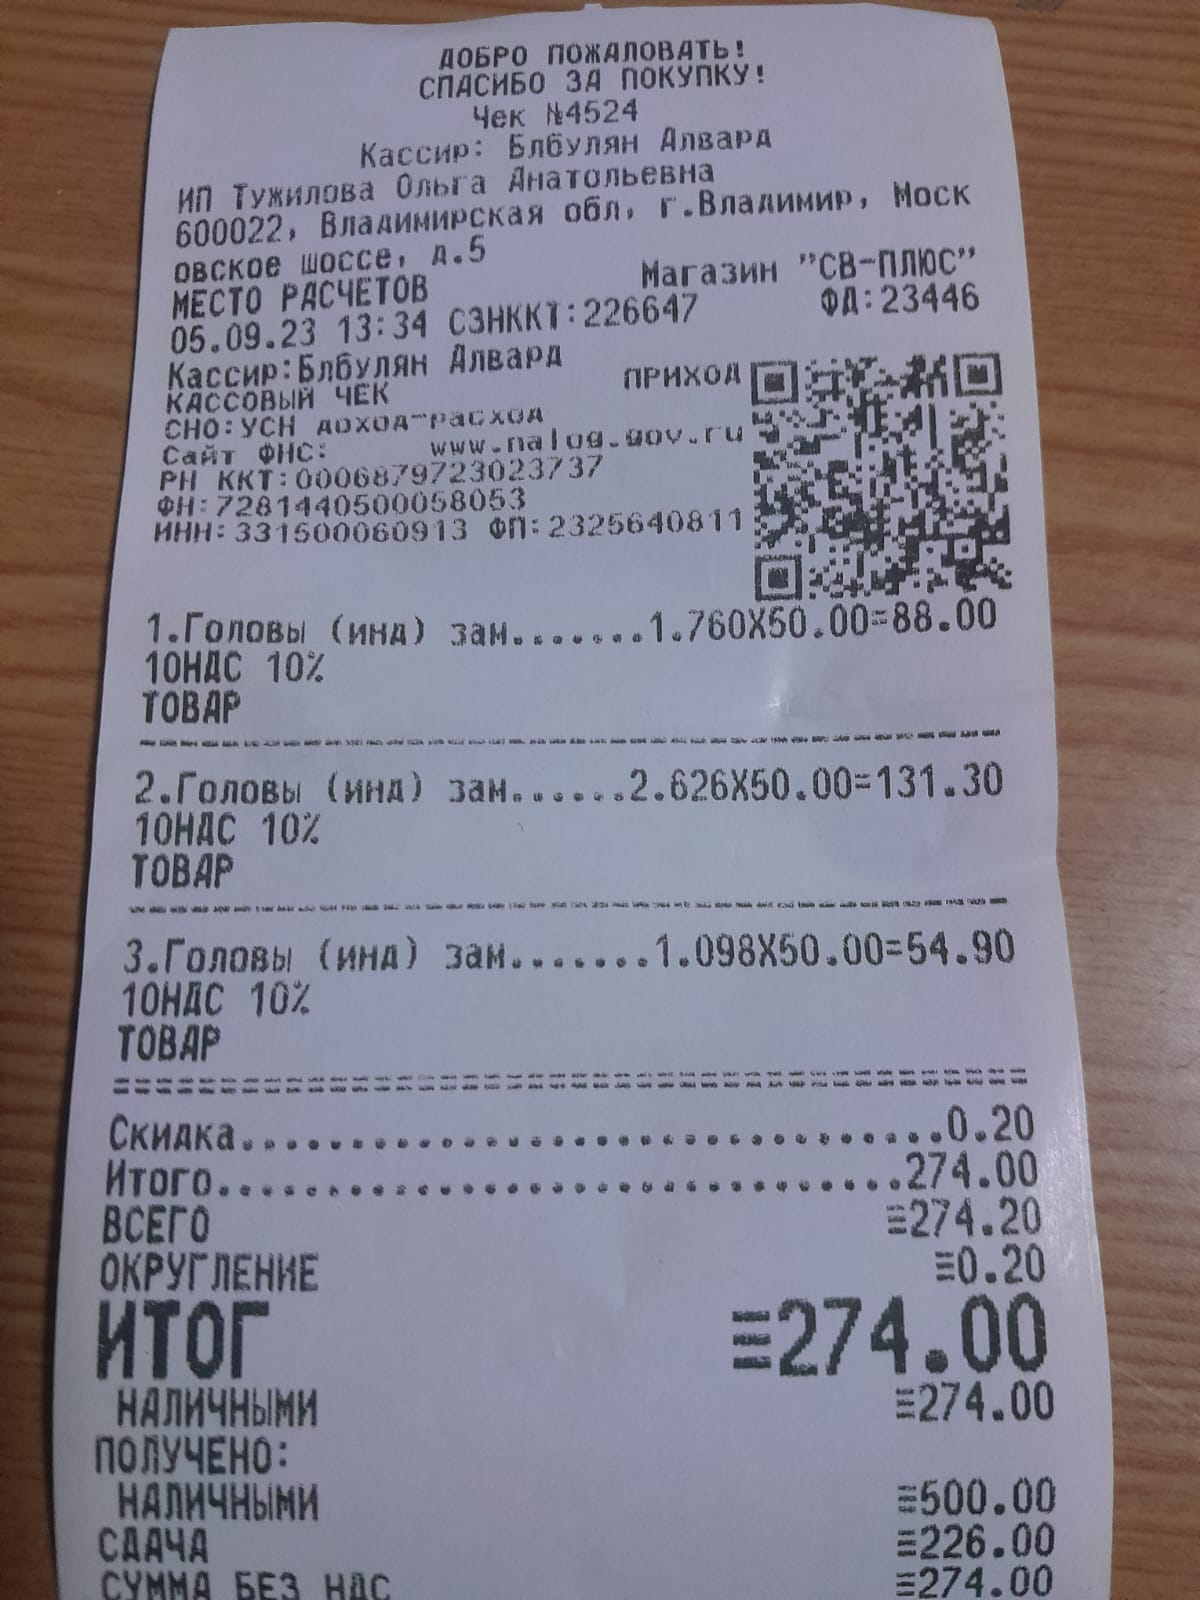 ДОБРО ПОЖАЛОВАТЬ!
СПАСИБО ЗА ПОКУПКУ!
Чек №4524
Кассир: Блбулян Алвард
ИП Тужилова Ольга Анатольевна
600022, Владимирская обл, г.Владимир, Моск
овское шоссе, д.5
МЕСТО РАСЧЕТОВ Магазин "СВ-ПЛЮС"
05.09.23 13:34 СЗНККТ:226647 ФД:23446
Кассир:Блбулян Алвард
КАССОВЫЙ ЧЕК ПРИХОД
СНО:УСН доход-расход
Сайт ФНС: www.nalog.gov.ru
РН ККТ:0006879723023737
ФН:7281440500058053
ИНН:331500060913 ФП:2325640811
1.Головы (инд) зам.......1.760X50.00=88.00
10НДС 10%
ТОВАР
2.Головы (инд) зам......2.626X50.00=131.30
10НДС 10%
ТОВАР
3.Головы (инд) зам.......1.098X50.00=54.90
10НДС 10%
ТОВАР
Скидка.................................0.20
Итого................................274.00
ВСЕГО ≡274.20
ОКРУГЛЕНИЕ ≡0.20
ИТОГ ≡274.00
НАЛИЧНЫМИ ≡274.00
ПОЛУЧЕНО:
НАЛИЧНЫМИ ≡500.00
СДАЧА ≡226.00
СУММА БЕЗ НДС ≡274.00